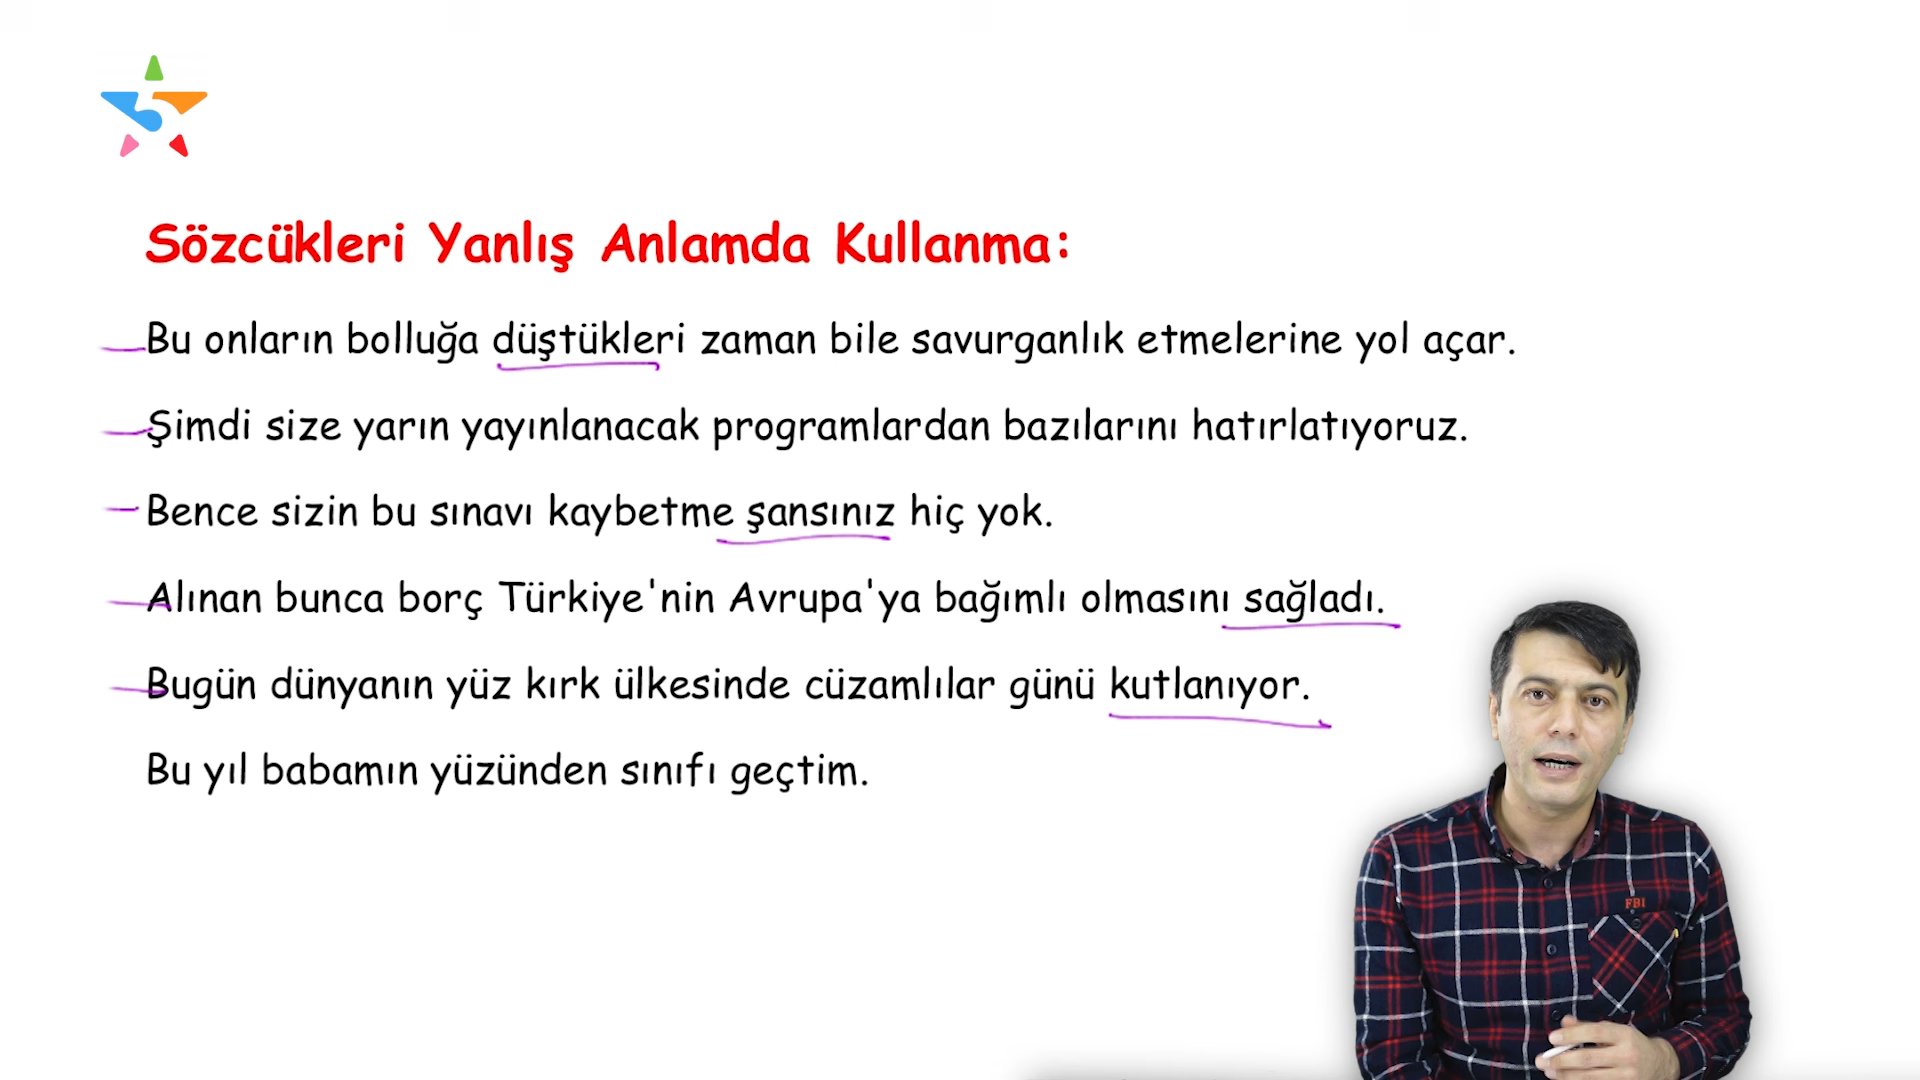 Sözcükleri Yanlış Anlamda Kullanma:
Bu onların bolluğa düştükleri zaman bile savurganlık etmelerine yol açar.
Şimdi size yarın yayınlanacak programlardan bazılarını hatırlatıyoruz.
Bence sizin bu sınavı kaybetme şansınız hiç yok.
Alınan bunca borç Türkiye'nin Avrupa'ya bağımlı olmasını sağladı.
Bugün dünyanın yüz kırk ülkesinde cüzamlılar günü kutlanıyor.
Bu yıl babamın yüzünden sınıfı geçtim.
FBI